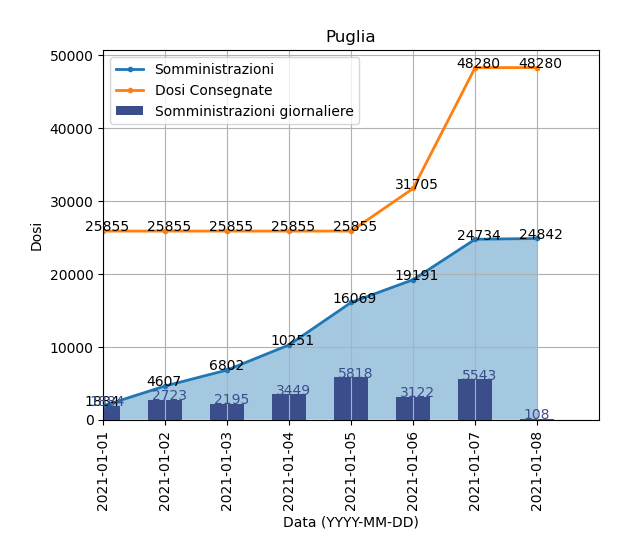 Puglia
Somministrazioni
Dosi Consegnate
Somministrazioni giornaliere
50000
40000
30000
20000
10000
0
Dosi
25855 25855 25855 25855 25855 31705 48280 48280
1884 4607 6802 10251 16069 19191 24734 24842
1884 2723 2195 3449 5818 3122 5543 108
2021-01-01 2021-01-02 2021-01-03 2021-01-04 2021-01-05 2021-01-06 2021-01-07 2021-01-08
Data (YYYY-MM-DD)